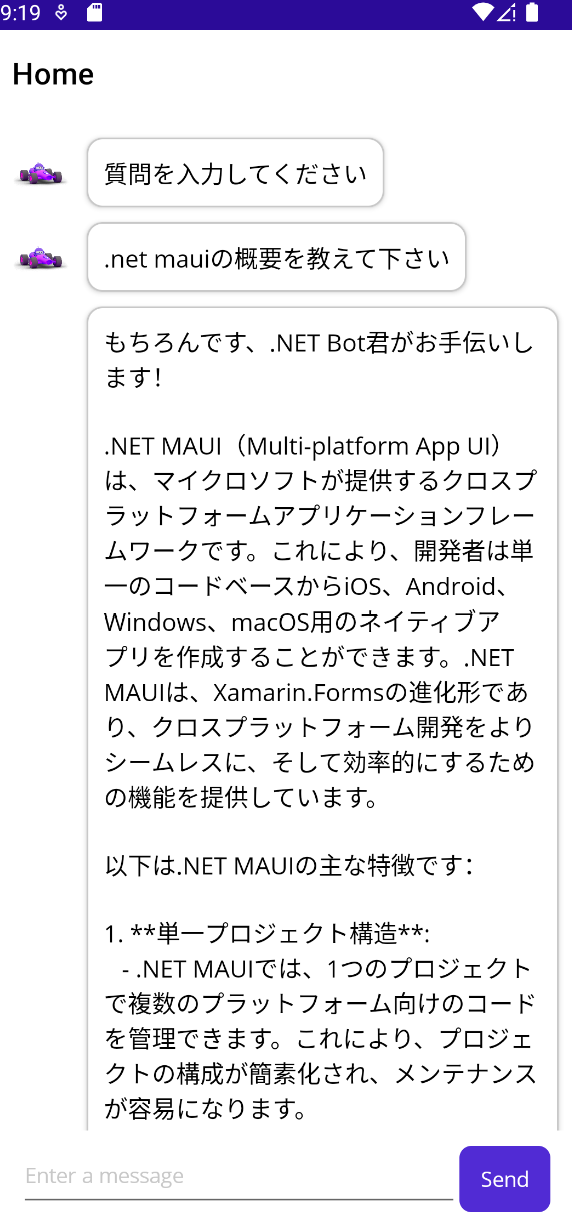 9:19
Home
質問を入力してください
.net mauiの概要を教えて下さい
もちろんです、.NET Bot君がお手伝いし
ます！
.NET MAUI（Multi-platform App UI）
は、マイクロソフトが提供するクロスプ
ラットフォームアプリケーションフレー
ムワークです。これにより、開発者は単
一のコードベースからiOS、Android、
Windows、macOS用のネイティブア
プリを作成することができます。.NET
MAUIは、Xamarin.Formsの進化形であ
り、クロスプラットフォーム開発をより
シームレスに、そして効率的にするため
の機能を提供しています。
以下は.NET MAUIの主な特徴です：
1. **単一プロジェクト構造**:
- .NET MAUIでは、1つのプロジェクト
で複数のプラットフォーム向けのコード
を管理できます。これにより、プロジェ
クトの構成が簡素化され、メンテナンス
が容易になります。
Enter a message
Send